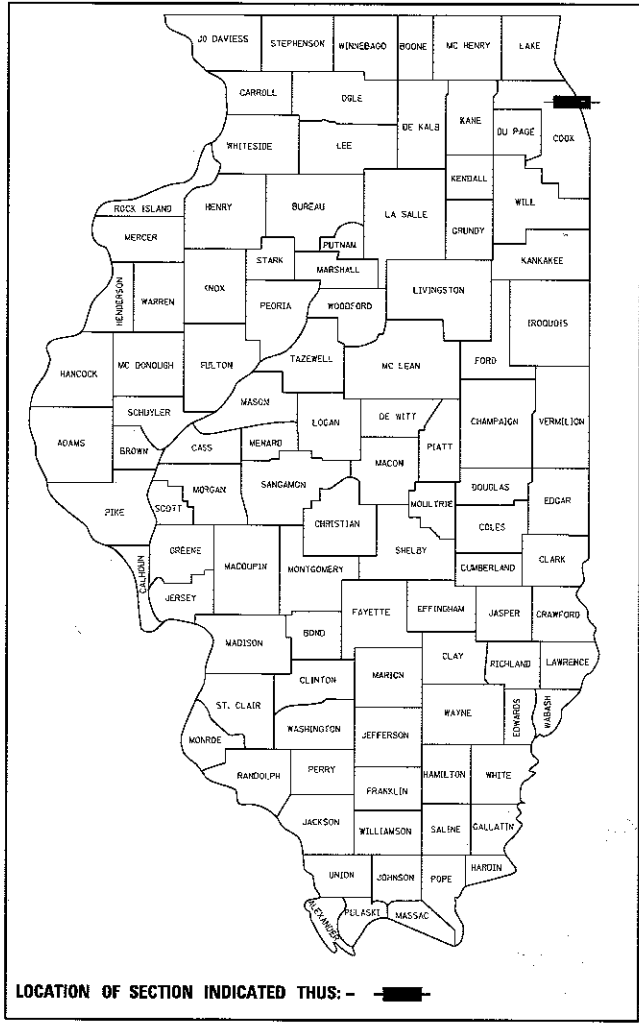 JO DAVIESS STEPHENSON WINNEBAGO BOONE MC HENRY LAKE
CARROLL OGLE DE KALB KANE DU PAGE COOK
WHITESIDE LEE
KENDALL WILL
ROCK ISLAND HENRY BUREAU LA SALLE GRUNDY
MERCER PUTNAM
STARK MARSHALL KANKAKEE
HENDERSON WARREN KNOX PEORIA WOODFORD LIVINGSTON IROQUOIS
HANCOCK MC DONOUGH FULTON TAZEWELL MC LEAN FORD
SCHUYLER MASON LOGAN DE WITT CHAMPAIGN VERMILION
ADAMS BROWN CASS MENARD MACON PIATT
PIKE SCOTT MORGAN SANGAMON MOULTRIE DOUGLAS EDGAR
CHRISTIAN COLES
CALHOUN GREENE MACOUPIN MONTGOMERY SHELBY CUMBERLAND CLARK
JERSEY FAYETTE EFFINGHAM JASPER CRAWFORD
MADISON BOND
CLINTON MARION CLAY RICHLAND LAWRENCE
ST. CLAIR WASHINGTON WAYNE EDWARDS WABASH
MONROE JEFFERSON
RANDOLPH PERRY HAMILTON WHITE
FRANKLIN
JACKSON WILLIAMSON SALINE GALLATIN
UNION JOHNSON POPE HARDIN
ALEXANDER PULASKI MASSAC
LOCATION OF SECTION INDICATED THUS: -